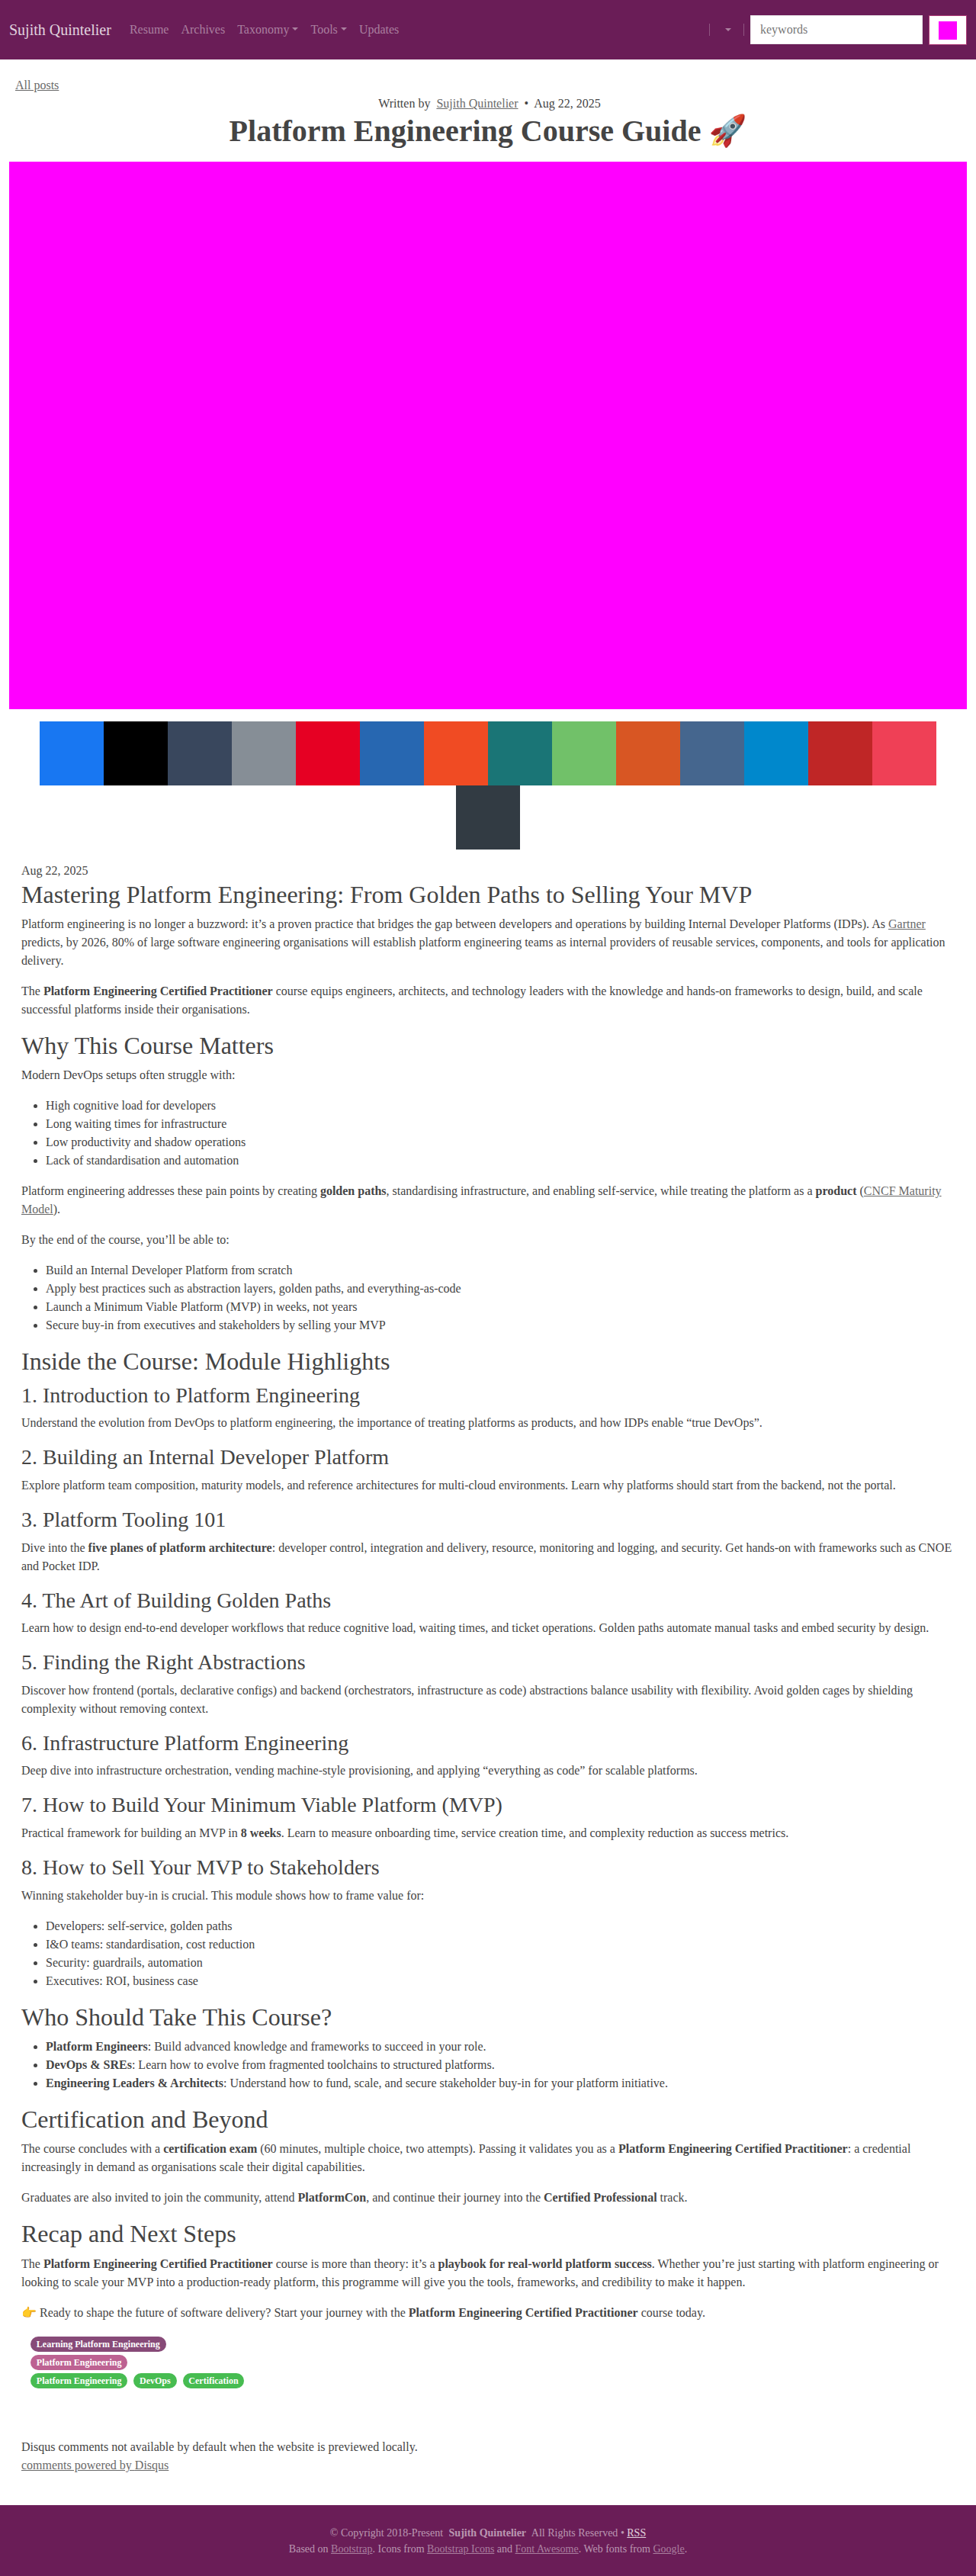 Sujith Quintelier Resume Archives Taxonomy Tools Updates keywords
All posts
Written by Sujith Quintelier • Aug 22, 2025
Platform Engineering Course Guide 🚀
Aug 22, 2025
Mastering Platform Engineering: From Golden Paths to Selling Your MVP
Platform engineering is no longer a buzzword: it’s a proven practice that bridges the gap between developers and operations by building Internal Developer Platforms (IDPs). As Gartner
predicts, by 2026, 80% of large software engineering organisations will establish platform engineering teams as internal providers of reusable services, components, and tools for application
delivery.
The Platform Engineering Certified Practitioner course equips engineers, architects, and technology leaders with the knowledge and hands-on frameworks to design, build, and scale
successful platforms inside their organisations.
Why This Course Matters
Modern DevOps setups often struggle with:
• High cognitive load for developers
• Long waiting times for infrastructure
• Low productivity and shadow operations
• Lack of standardisation and automation
Platform engineering addresses these pain points by creating golden paths, standardising infrastructure, and enabling self-service, while treating the platform as a product (CNCF Maturity
Model).
By the end of the course, you’ll be able to:
• Build an Internal Developer Platform from scratch
• Apply best practices such as abstraction layers, golden paths, and everything-as-code
• Launch a Minimum Viable Platform (MVP) in weeks, not years
• Secure buy-in from executives and stakeholders by selling your MVP
Inside the Course: Module Highlights
1. Introduction to Platform Engineering
Understand the evolution from DevOps to platform engineering, the importance of treating platforms as products, and how IDPs enable “true DevOps”.
2. Building an Internal Developer Platform
Explore platform team composition, maturity models, and reference architectures for multi-cloud environments. Learn why platforms should start from the backend, not the portal.
3. Platform Tooling 101
Dive into the five planes of platform architecture: developer control, integration and delivery, resource, monitoring and logging, and security. Get hands-on with frameworks such as CNOE
and Pocket IDP.
4. The Art of Building Golden Paths
Learn how to design end-to-end developer workflows that reduce cognitive load, waiting times, and ticket operations. Golden paths automate manual tasks and embed security by design.
5. Finding the Right Abstractions
Discover how frontend (portals, declarative configs) and backend (orchestrators, infrastructure as code) abstractions balance usability with flexibility. Avoid golden cages by shielding
complexity without removing context.
6. Infrastructure Platform Engineering
Deep dive into infrastructure orchestration, vending machine-style provisioning, and applying “everything as code” for scalable platforms.
7. How to Build Your Minimum Viable Platform (MVP)
Practical framework for building an MVP in 8 weeks. Learn to measure onboarding time, service creation time, and complexity reduction as success metrics.
8. How to Sell Your MVP to Stakeholders
Winning stakeholder buy-in is crucial. This module shows how to frame value for:
• Developers: self-service, golden paths
• I&O teams: standardisation, cost reduction
• Security: guardrails, automation
• Executives: ROI, business case
Who Should Take This Course?
• Platform Engineers: Build advanced knowledge and frameworks to succeed in your role.
• DevOps & SREs: Learn how to evolve from fragmented toolchains to structured platforms.
• Engineering Leaders & Architects: Understand how to fund, scale, and secure stakeholder buy-in for your platform initiative.
Certification and Beyond
The course concludes with a certification exam (60 minutes, multiple choice, two attempts). Passing it validates you as a Platform Engineering Certified Practitioner: a credential
increasingly in demand as organisations scale their digital capabilities.
Graduates are also invited to join the community, attend PlatformCon, and continue their journey into the Certified Professional track.
Recap and Next Steps
The Platform Engineering Certified Practitioner course is more than theory: it’s a playbook for real-world platform success. Whether you’re just starting with platform engineering or
looking to scale your MVP into a production-ready platform, this programme will give you the tools, frameworks, and credibility to make it happen.
👉 Ready to shape the future of software delivery? Start your journey with the Platform Engineering Certified Practitioner course today.
Learning Platform Engineering
Platform Engineering
Platform Engineering DevOps Certification
Disqus comments not available by default when the website is previewed locally.
comments powered by Disqus
© Copyright 2018-Present Sujith Quintelier All Rights Reserved • RSS
Based on Bootstrap. Icons from Bootstrap Icons and Font Awesome. Web fonts from Google.